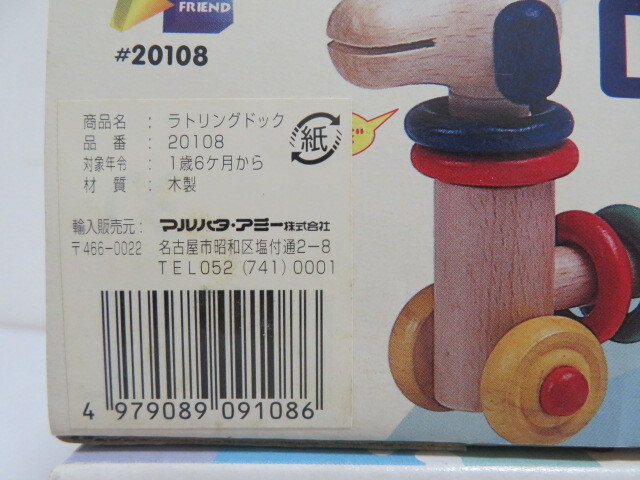 FRIEND
#20108
商品名 : ラトリングドック
品番 : 20108
対象年令 : 1歳6ケ月から
材質 : 木製
紙
輸入販売元 : マルハタ・アミー株式会社
〒466-0022 名古屋市昭和区塩付通2-8
TEL052 (741) 0001
4 979089 091086